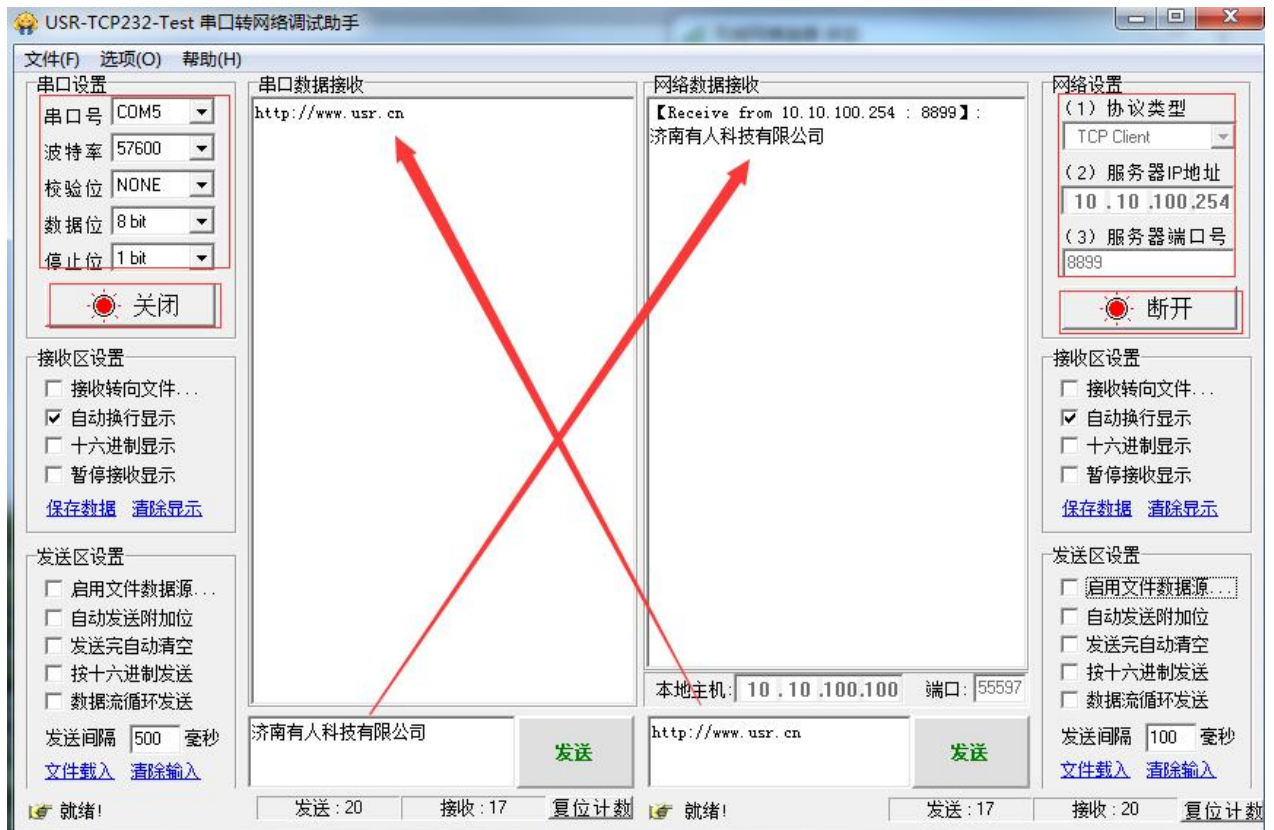 USR-TCP232-Test 串口转网络调试助手
文件(F) 选项(O) 帮助(H)
串口设置
串口号 COM5
波特率 57600
校验位 NONE
数据位 8 bit
停止位 1 bit
关闭
接收区设置
接收转向文件...
自动换行显示
十六进制显示
暂停接收显示
保存数据 清除显示
发送区设置
启用文件数据源...
自动发送附加位
发送完自动清空
按十六进制发送
数据流循环发送
发送间隔 500 毫秒
文件载入 清除输入
串口数据接收
http://www.usr.cn
济南有人科技有限公司
发送
网络数据接收
【Receive from 10.10.100.254 : 8899】:
济南有人科技有限公司
本地主机: 10 .10 .100.100 端口: 55597
http://www.usr.cn
发送
网络设置
(1) 协议类型
TCP Client
(2) 服务器IP地址
10 .10 .100.254
(3) 服务器端口号
8899
断开
接收区设置
接收转向文件...
自动换行显示
十六进制显示
暂停接收显示
保存数据 清除显示
发送区设置
启用文件数据源...
自动发送附加位
发送完自动清空
按十六进制发送
数据流循环发送
发送间隔 100 毫秒
文件载入 清除输入
就绪! 发送:20 接收:17 复位计数
就绪! 发送:17 接收:20 复位计数